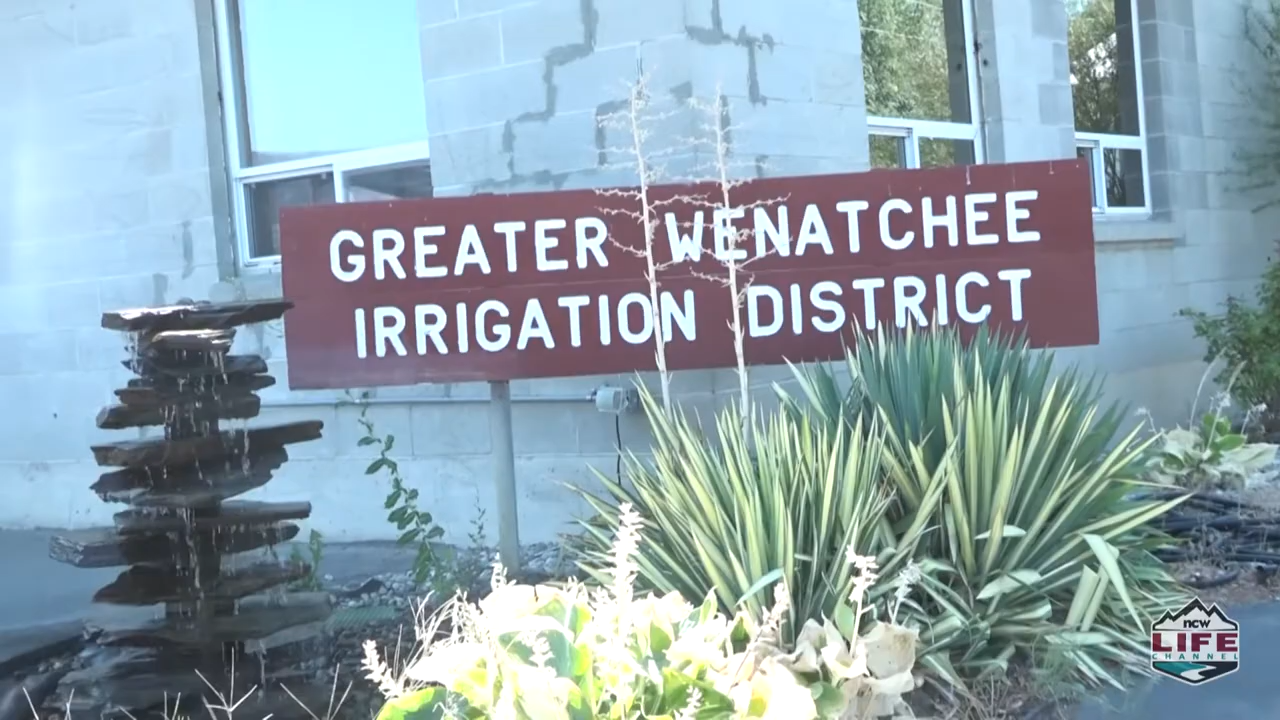 GREATER WENATCHEE
IRRIGATION DISTRICT
ncw
LIFE
CHANNEL